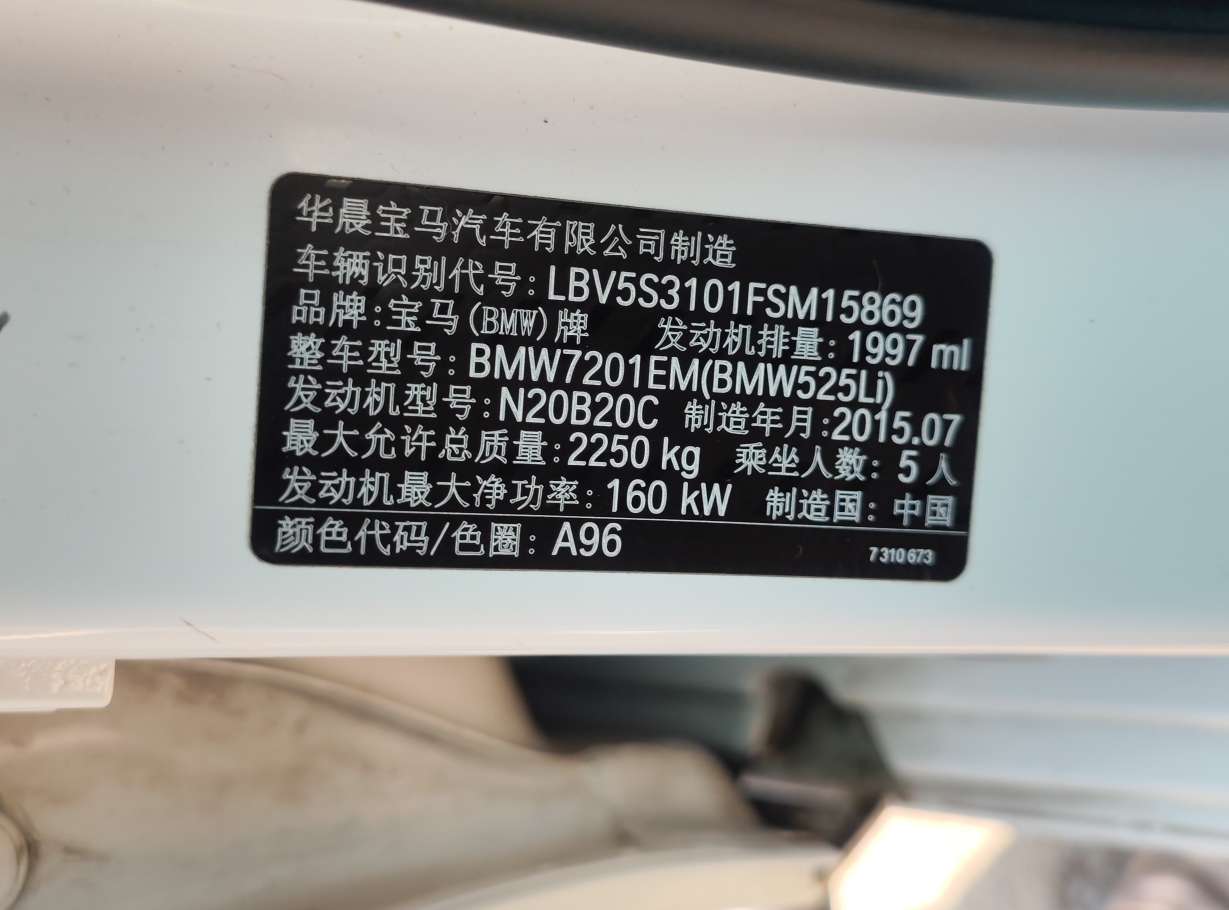 华晨宝马汽车有限公司制造
车辆识别代号: LBV5S3101FSM15869
品牌:宝马(BMW)牌 发动机排量: 1997 ml
整车型号: BMW7201EM(BMW525Li)
发动机型号: N20B20C 制造年月:2015.07
最大允许总质量: 2250 kg 乘坐人数: 5人
发动机最大净功率: 160 kW 制造国: 中国
颜色代码/色圈: A96 7 310 673